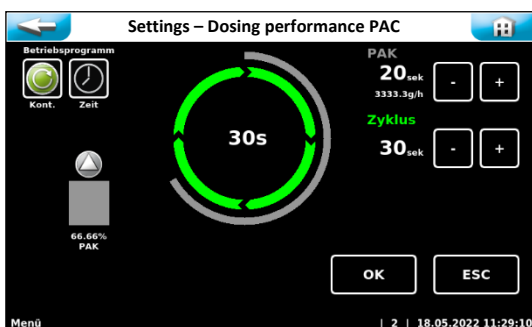 Settings – Dosing performance PAC
Betriebsprogramm
Kont. Zeit
30s
PAK
20sek - +
3333.3g/h
Zyklus
30sek - +
66.66%
PAK
OK ESC
Menü | 2 | 18.05.2022 11:29:10